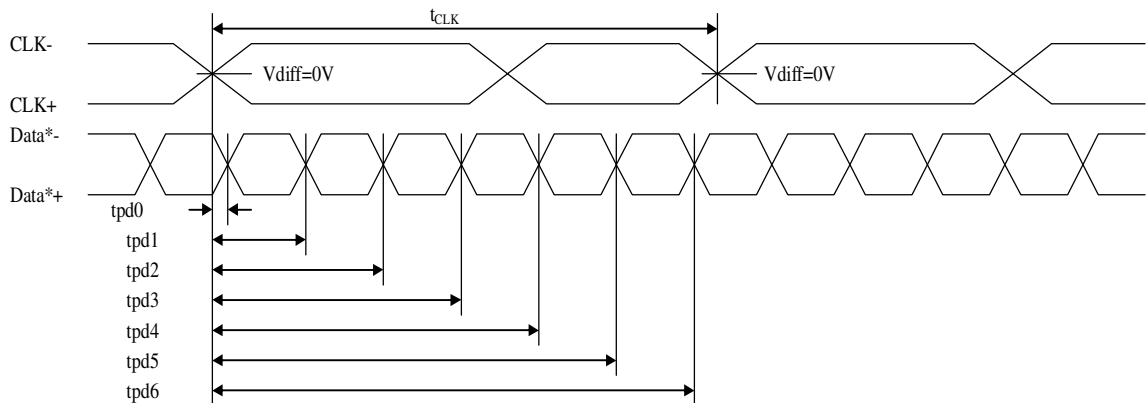 tCLK
CLK-
Vdiff=0V
Vdiff=0V
CLK+
Data*-
Data*+
tpd0
tpd1
tpd2
tpd3
tpd4
tpd5
tpd6